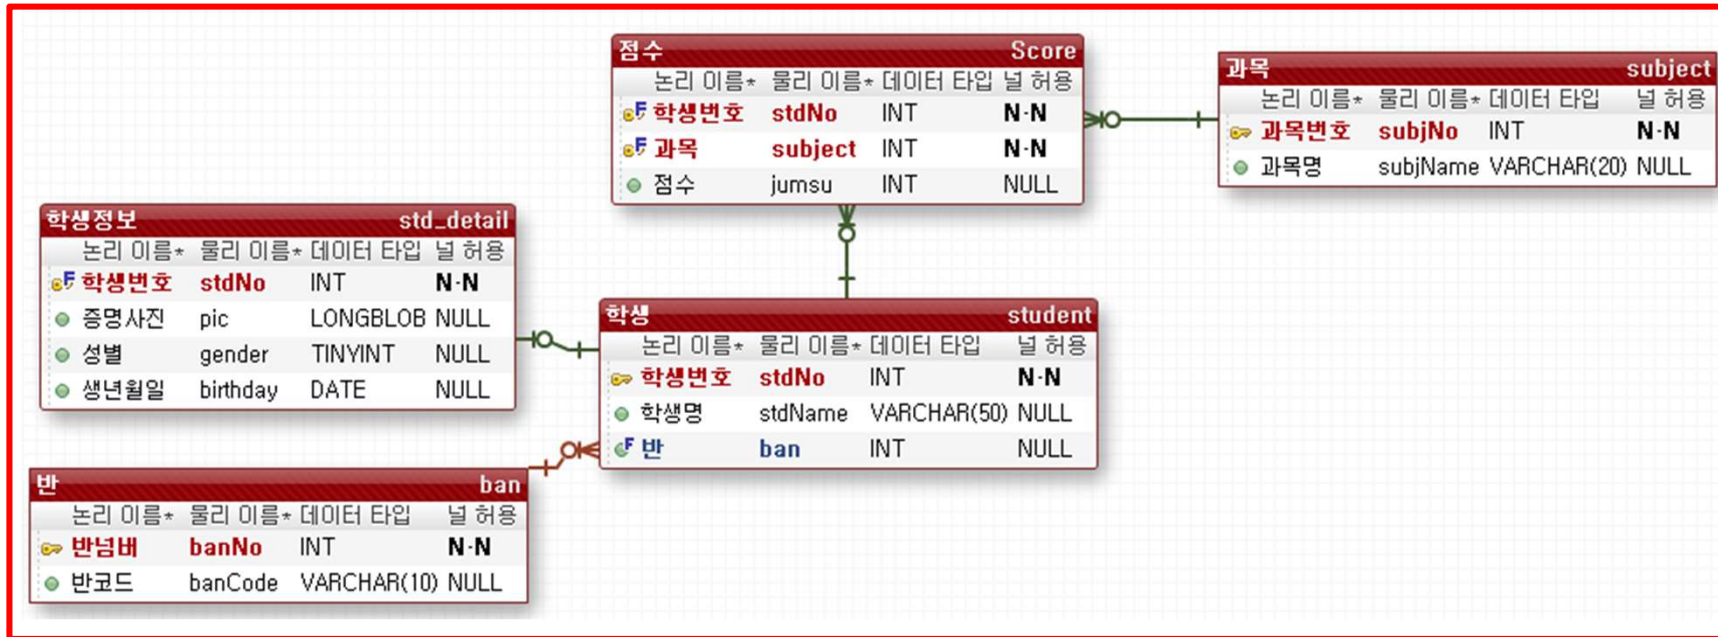 점수 Score
논리 이름* 물리 이름* 데이터 타입 널 허용
학생번호 stdNo INT N-N
과목 subject INT N-N
점수 jumsu INT NULL
과목 subject
논리 이름* 물리 이름* 데이터 타입 널 허용
과목번호 subjNo INT N-N
과목명 subjName VARCHAR(20) NULL
학생정보 std_detail
논리 이름* 물리 이름* 데이터 타입 널 허용
학생번호 stdNo INT N-N
증명사진 pic LONGBLOB NULL
성별 gender TINYINT NULL
생년월일 birthday DATE NULL
학생 student
논리 이름* 물리 이름* 데이터 타입 널 허용
학생번호 stdNo INT N-N
학생명 stdName VARCHAR(50) NULL
반 ban INT NULL
반 ban
논리 이름* 물리 이름* 데이터 타입 널 허용
반넘버 banNo INT N-N
반코드 banCode VARCHAR(10) NULL